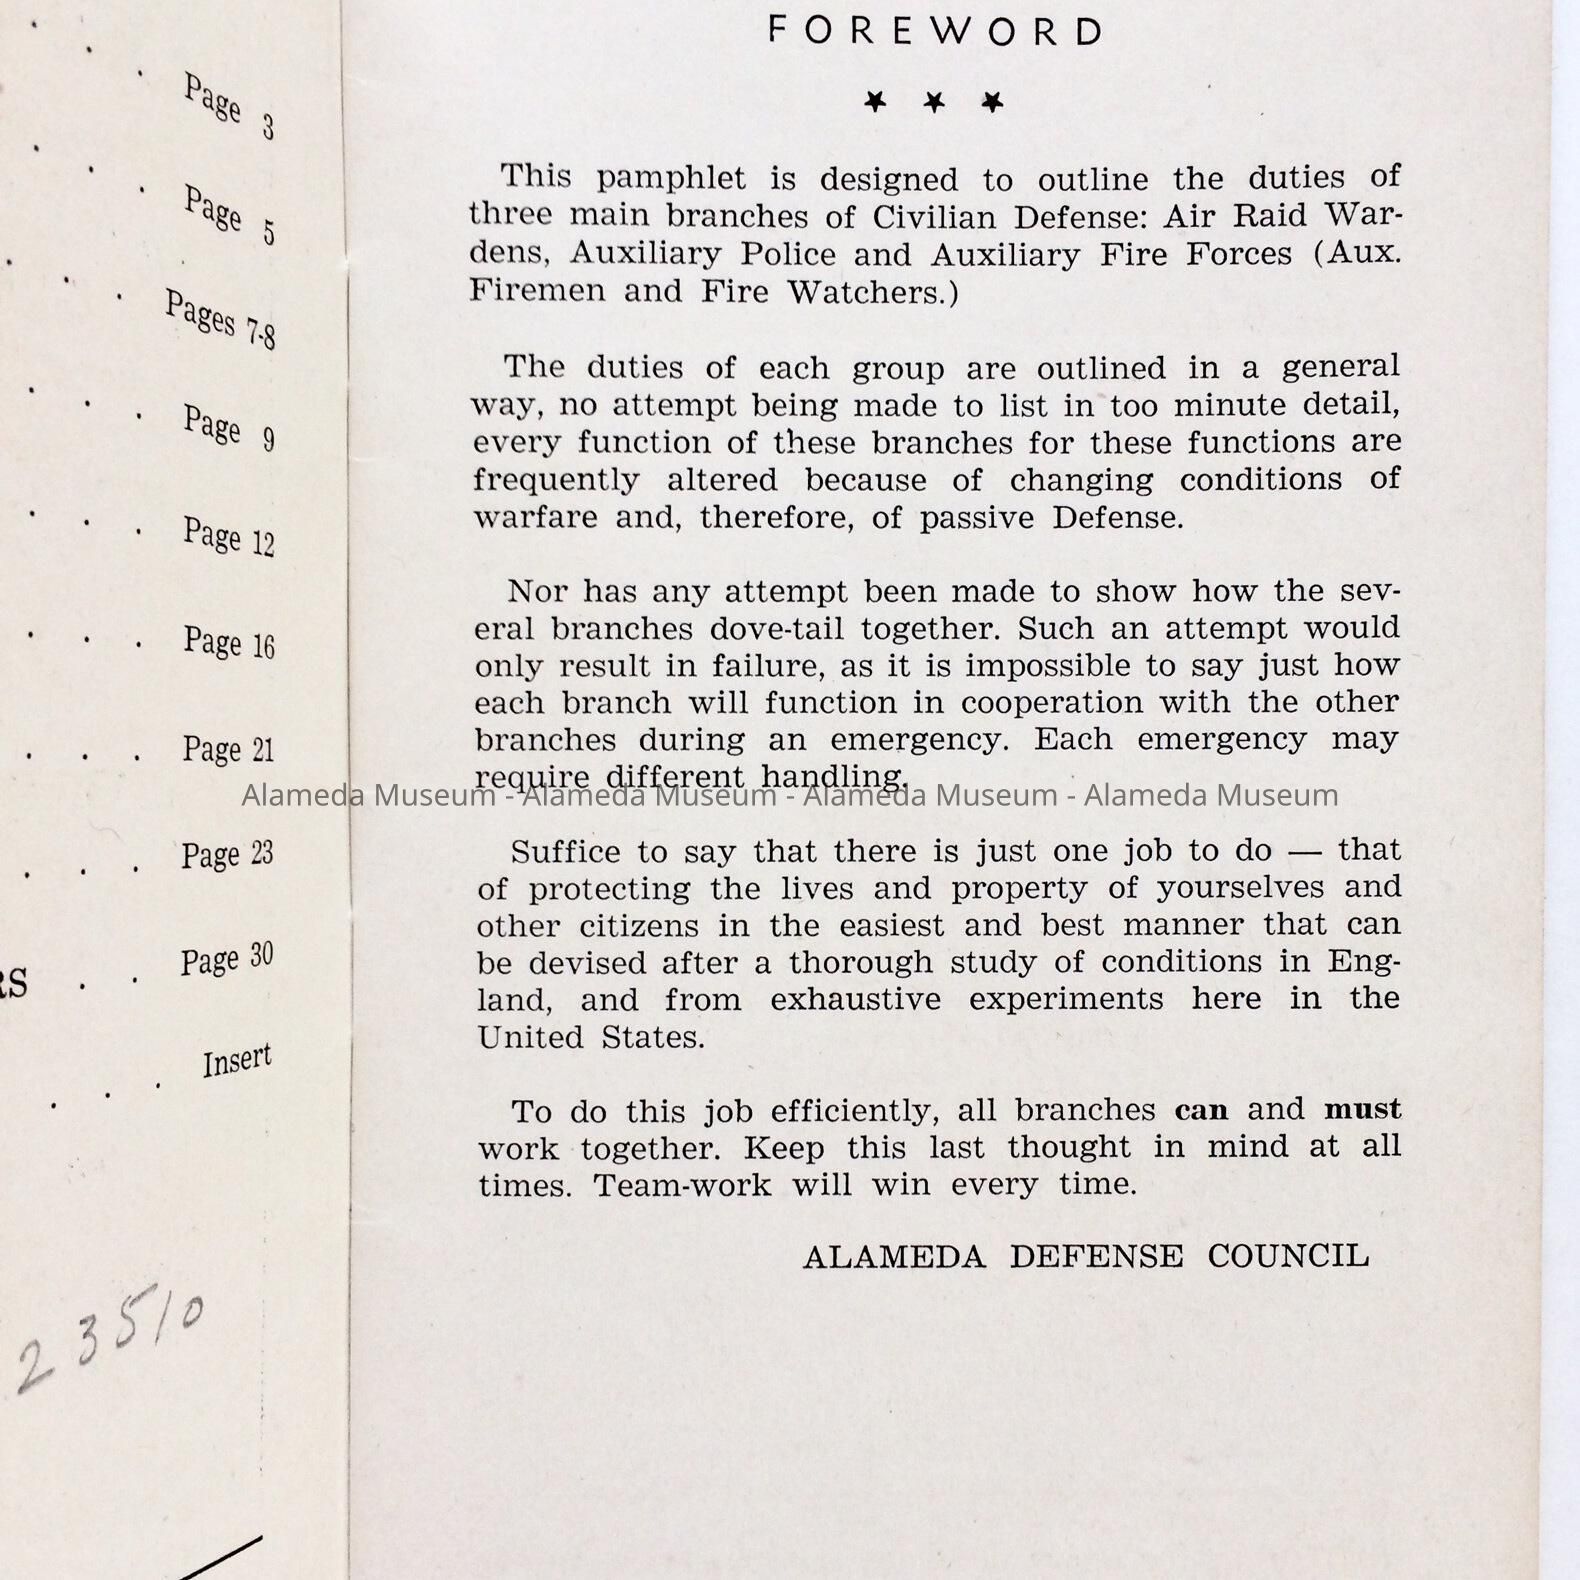 Page 3
Page 5
Pages 7-8
Page 9
Page 12
Page 16
Page 21
Page 23
RS . . Page 30
Insert
23510
FOREWORD
★ ★ ★
This pamphlet is designed to outline the duties of
three main branches of Civilian Defense: Air Raid War-
dens, Auxiliary Police and Auxiliary Fire Forces (Aux.
Firemen and Fire Watchers.)
The duties of each group are outlined in a general
way, no attempt being made to list in too minute detail,
every function of these branches for these functions are
frequently altered because of changing conditions of
warfare and, therefore, of passive Defense.
Nor has any attempt been made to show how the sev-
eral branches dove-tail together. Such an attempt would
only result in failure, as it is impossible to say just how
each branch will function in cooperation with the other
branches during an emergency. Each emergency may
require different handling.
Alameda Museum - Alameda Museum - Alameda Museum - Alameda Museum
Suffice to say that there is just one job to do — that
of protecting the lives and property of yourselves and
other citizens in the easiest and best manner that can
be devised after a thorough study of conditions in Eng-
land, and from exhaustive experiments here in the
United States.
To do this job efficiently, all branches can and must
work together. Keep this last thought in mind at all
times. Team-work will win every time.
ALAMEDA DEFENSE COUNCIL